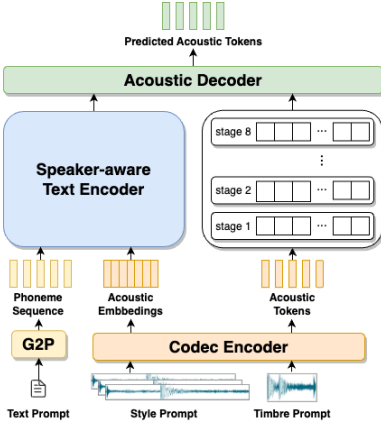 Predicted Acoustic Tokens
Acoustic Decoder
Speaker-aware
Text Encoder
stage 8
...
⋮
stage 2
...
stage 1
...
Phoneme
Sequence
Acoustic
Embbedings
Acoustic
Tokens
G2P
Codec Encoder
Text Prompt
Style Prompt
Timbre Prompt